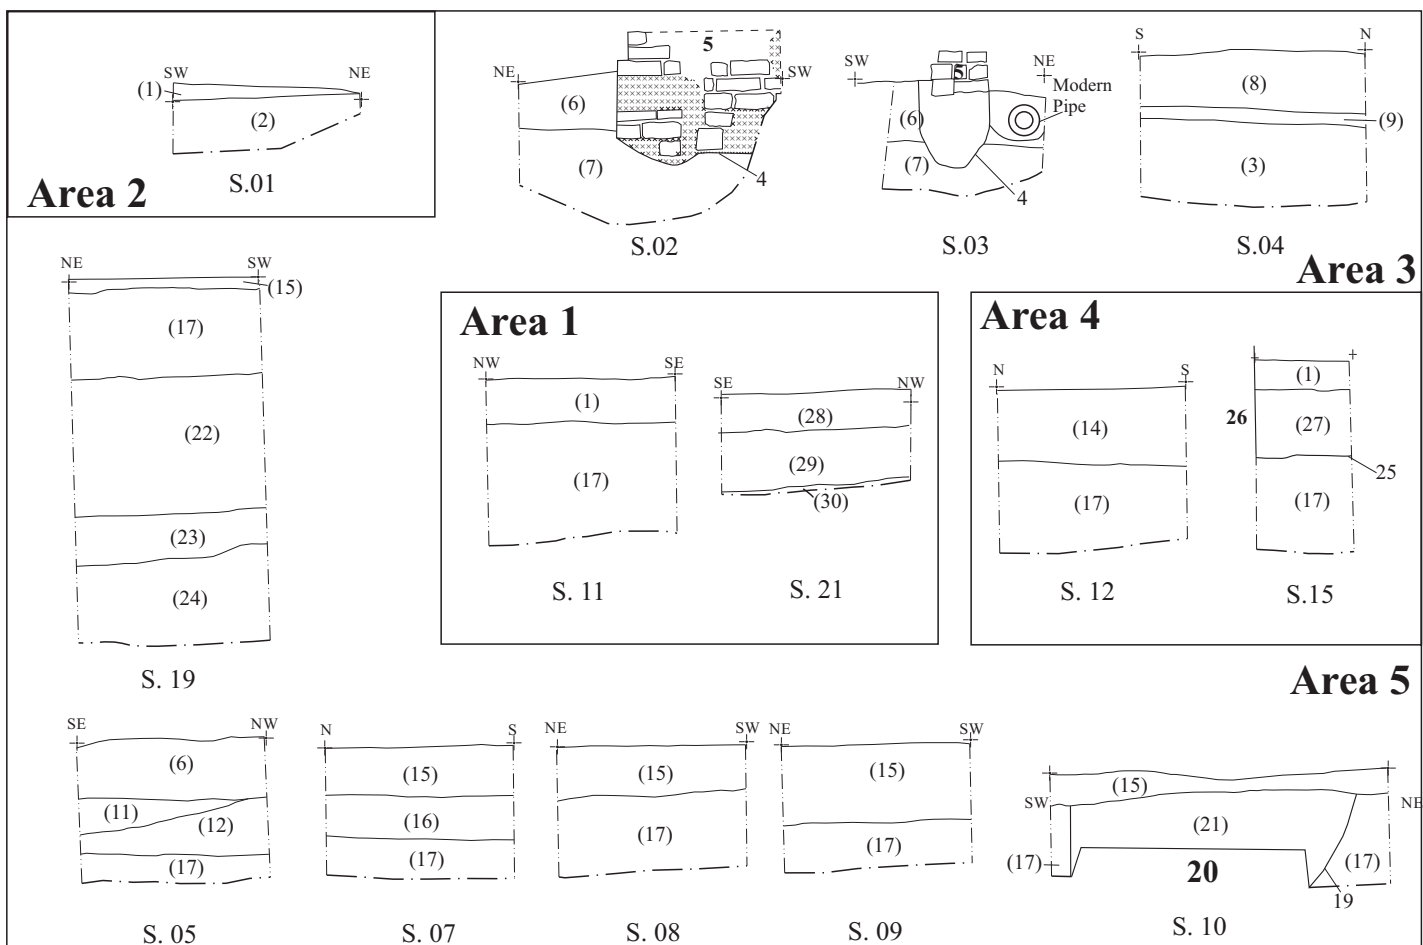 SW
NE
(1)
(2)
S.01
Area 2
NE
5
SW
(6)
(7)
4
S.02
SW
5
NE
Modern
Pipe
(6)
(7)
4
S.03
S
N
(8)
(9)
(3)
S.04
Area 3
NE
SW
(15)
(17)
(22)
(23)
(24)
S. 19
Area 1
NW
SE
(1)
(17)
S. 11
SE
NW
(28)
(29)
(30)
S. 21
Area 4
N
S
(14)
(17)
S. 12
(1)
26
(27)
25
(17)
S.15
Area 5
SE
NW
(6)
(11)
(12)
(17)
S. 05
N
S
(15)
(16)
(17)
S. 07
NE
SW
(15)
(17)
S. 08
NE
SW
(15)
(17)
S. 09
(15)
SW
NE
(21)
(17)
20
(17)
19
S. 10